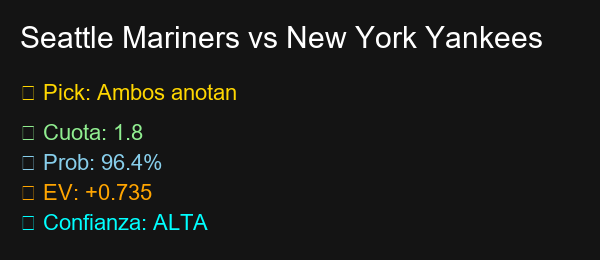 Seattle Mariners vs New York Yankees
Pick: Ambos anotan
Cuota: 1.8
Prob: 96.4%
EV: +0.735
Confianza: ALTA